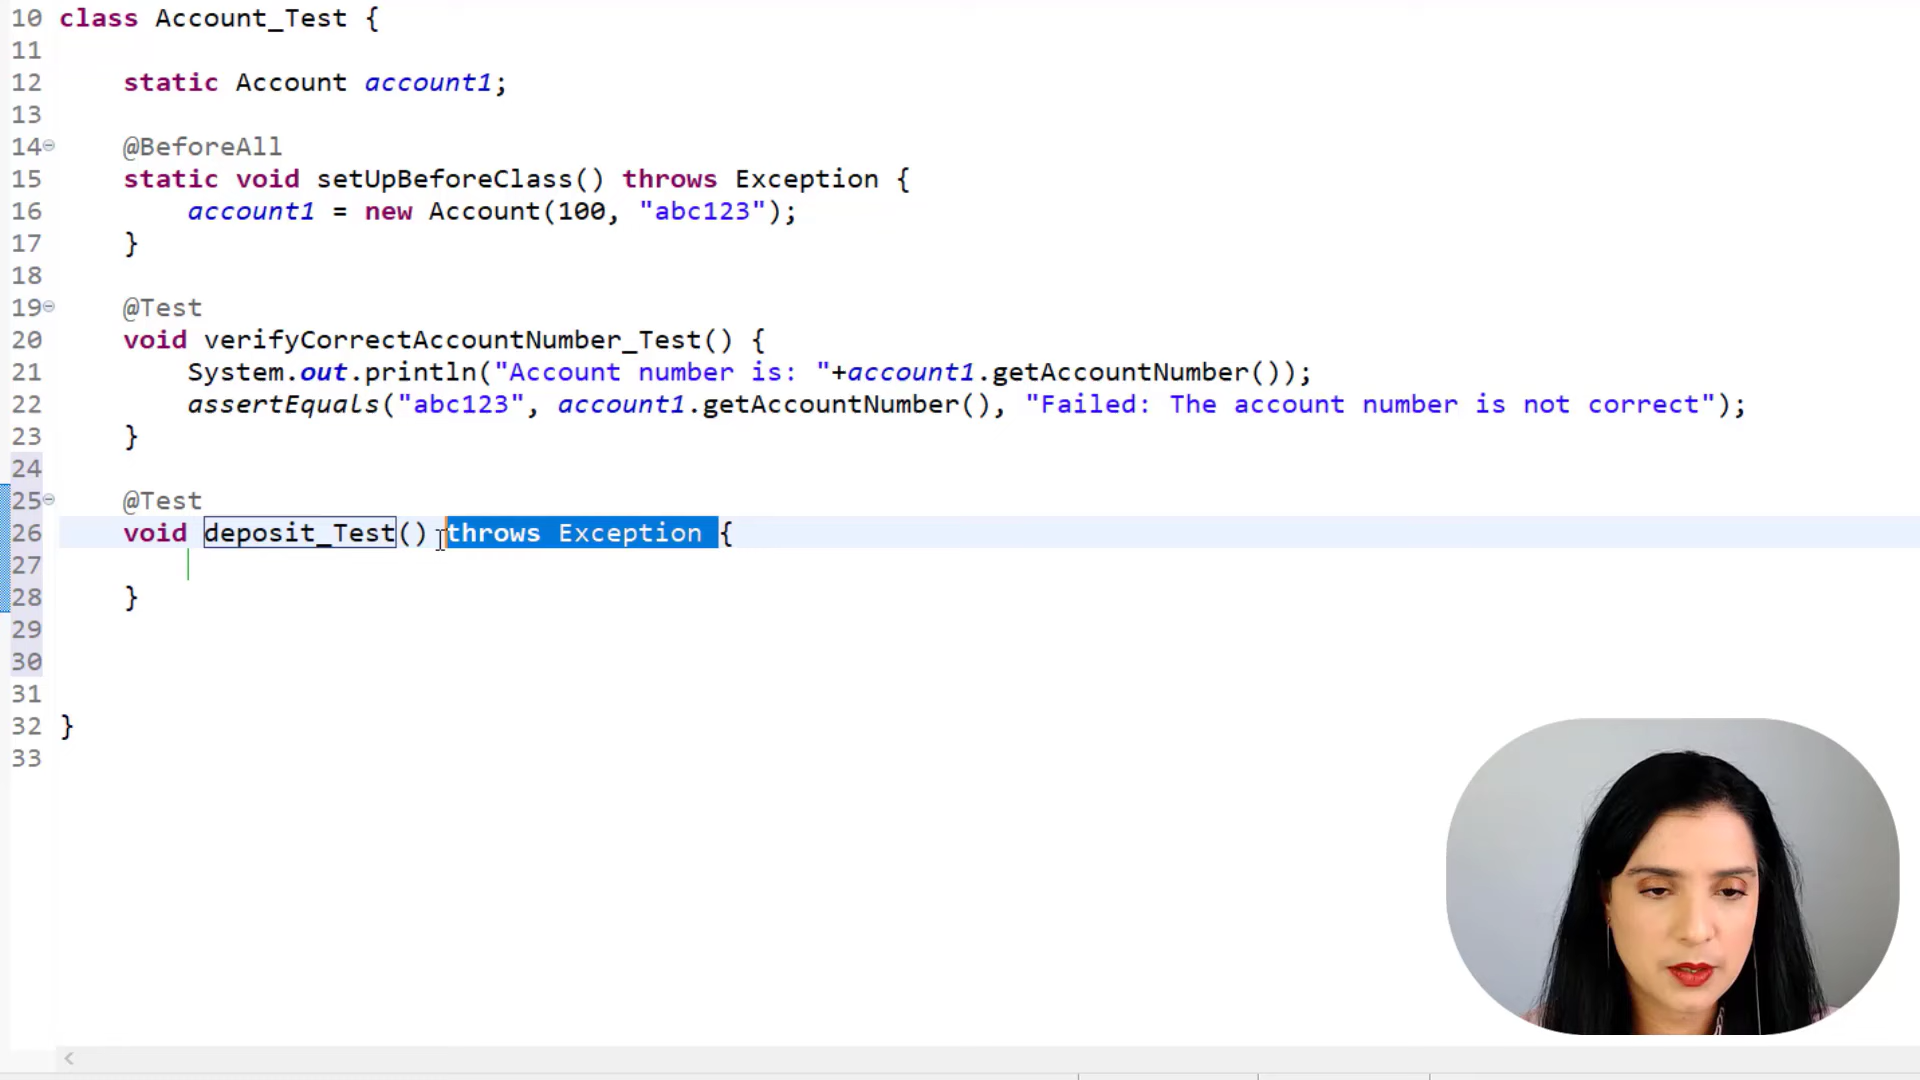 10 class Account_Test {
11
12 static Account account1;
13
14 @BeforeAll
15 static void setUpBeforeClass() throws Exception {
16 account1 = new Account(100, "abc123");
17 }
18
19 @Test
20 void verifyCorrectAccountNumber_Test() {
21 System.out.println("Account number is: "+account1.getAccountNumber());
22 assertEquals("abc123", account1.getAccountNumber(), "Failed: The account number is not correct");
23 }
24
25 @Test
26 void deposit_Test() throws Exception {
27
28 }
29
30
31
32 }
33